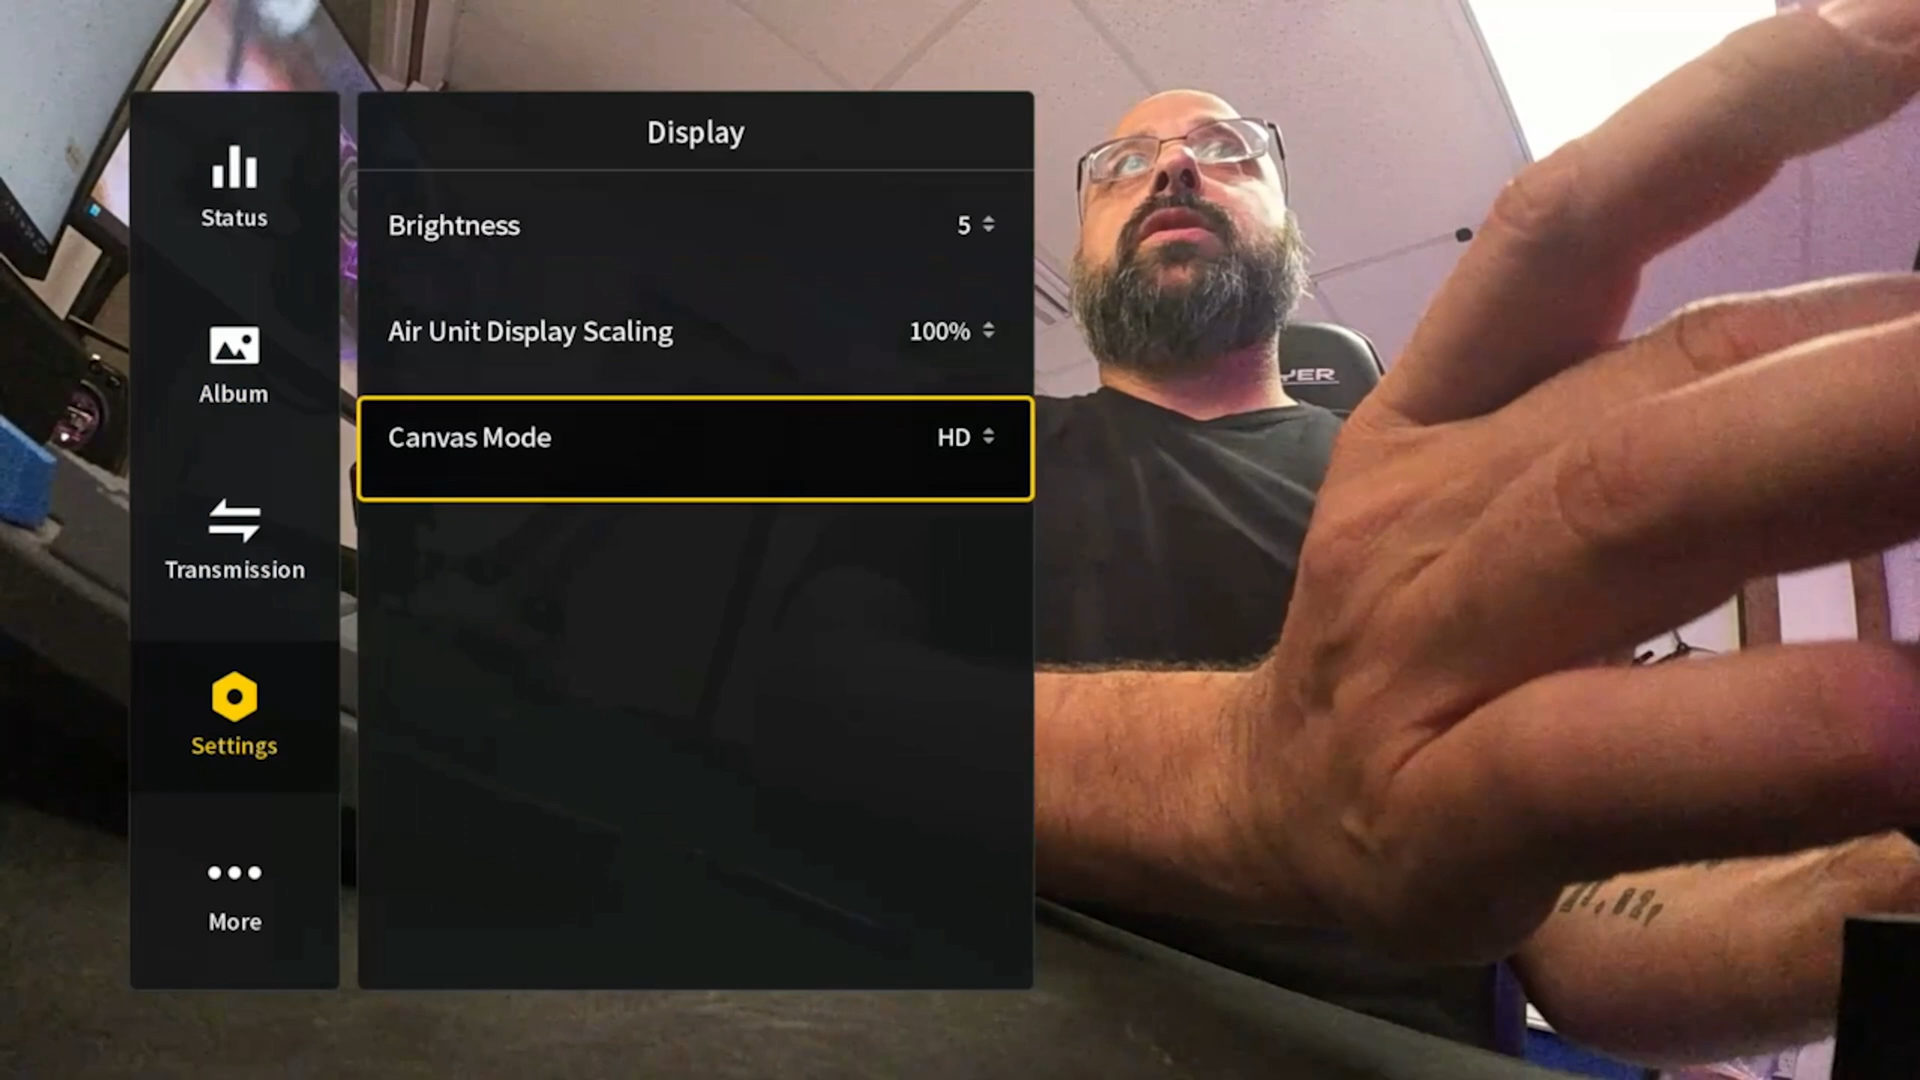 Display
Status
Brightness 5
Air Unit Display Scaling 100%
Album
Canvas Mode HD
Transmission
Settings
More